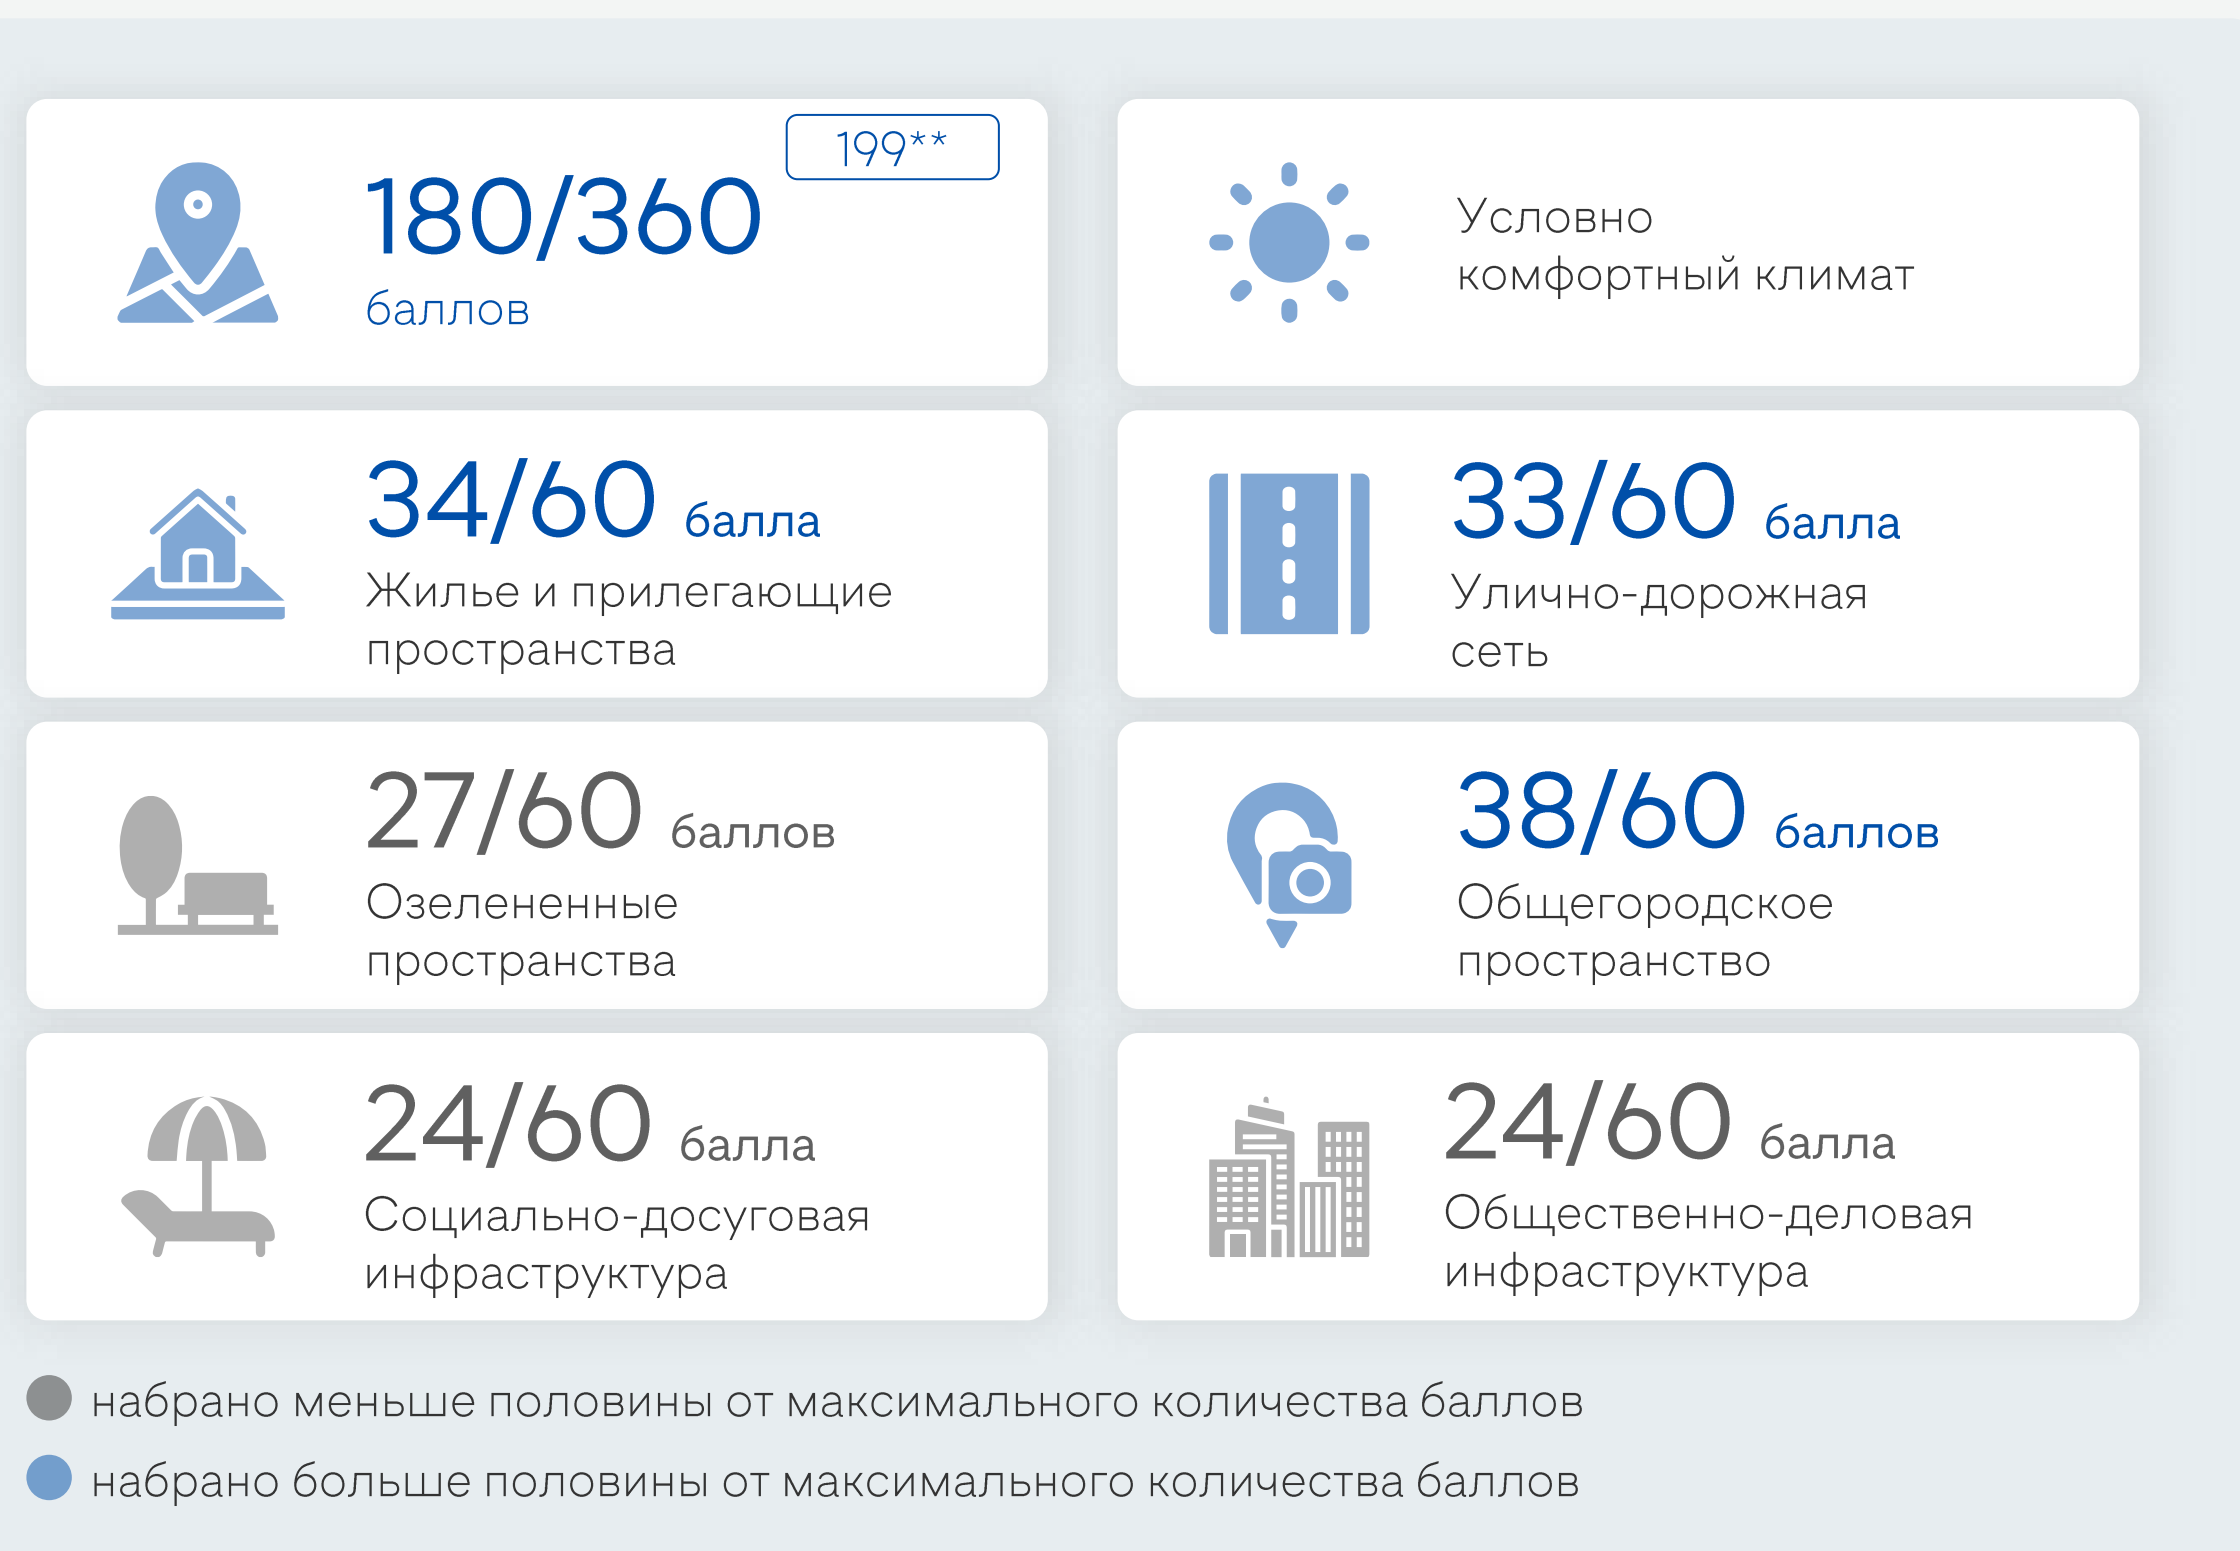 199**
180/360
баллов
Условно
комфортный климат
34/60 балла
Жилье и прилегающие
пространства
33/60 балла
Улично-дорожная
сеть
27/60 баллов
Озелененные
пространства
38/60 баллов
Общегородское
пространство
24/60 балла
Социально-досуговая
инфраструктура
24/60 балла
Общественно-деловая
инфраструктура
набрано меньше половины от максимального количества баллов
набрано больше половины от максимального количества баллов